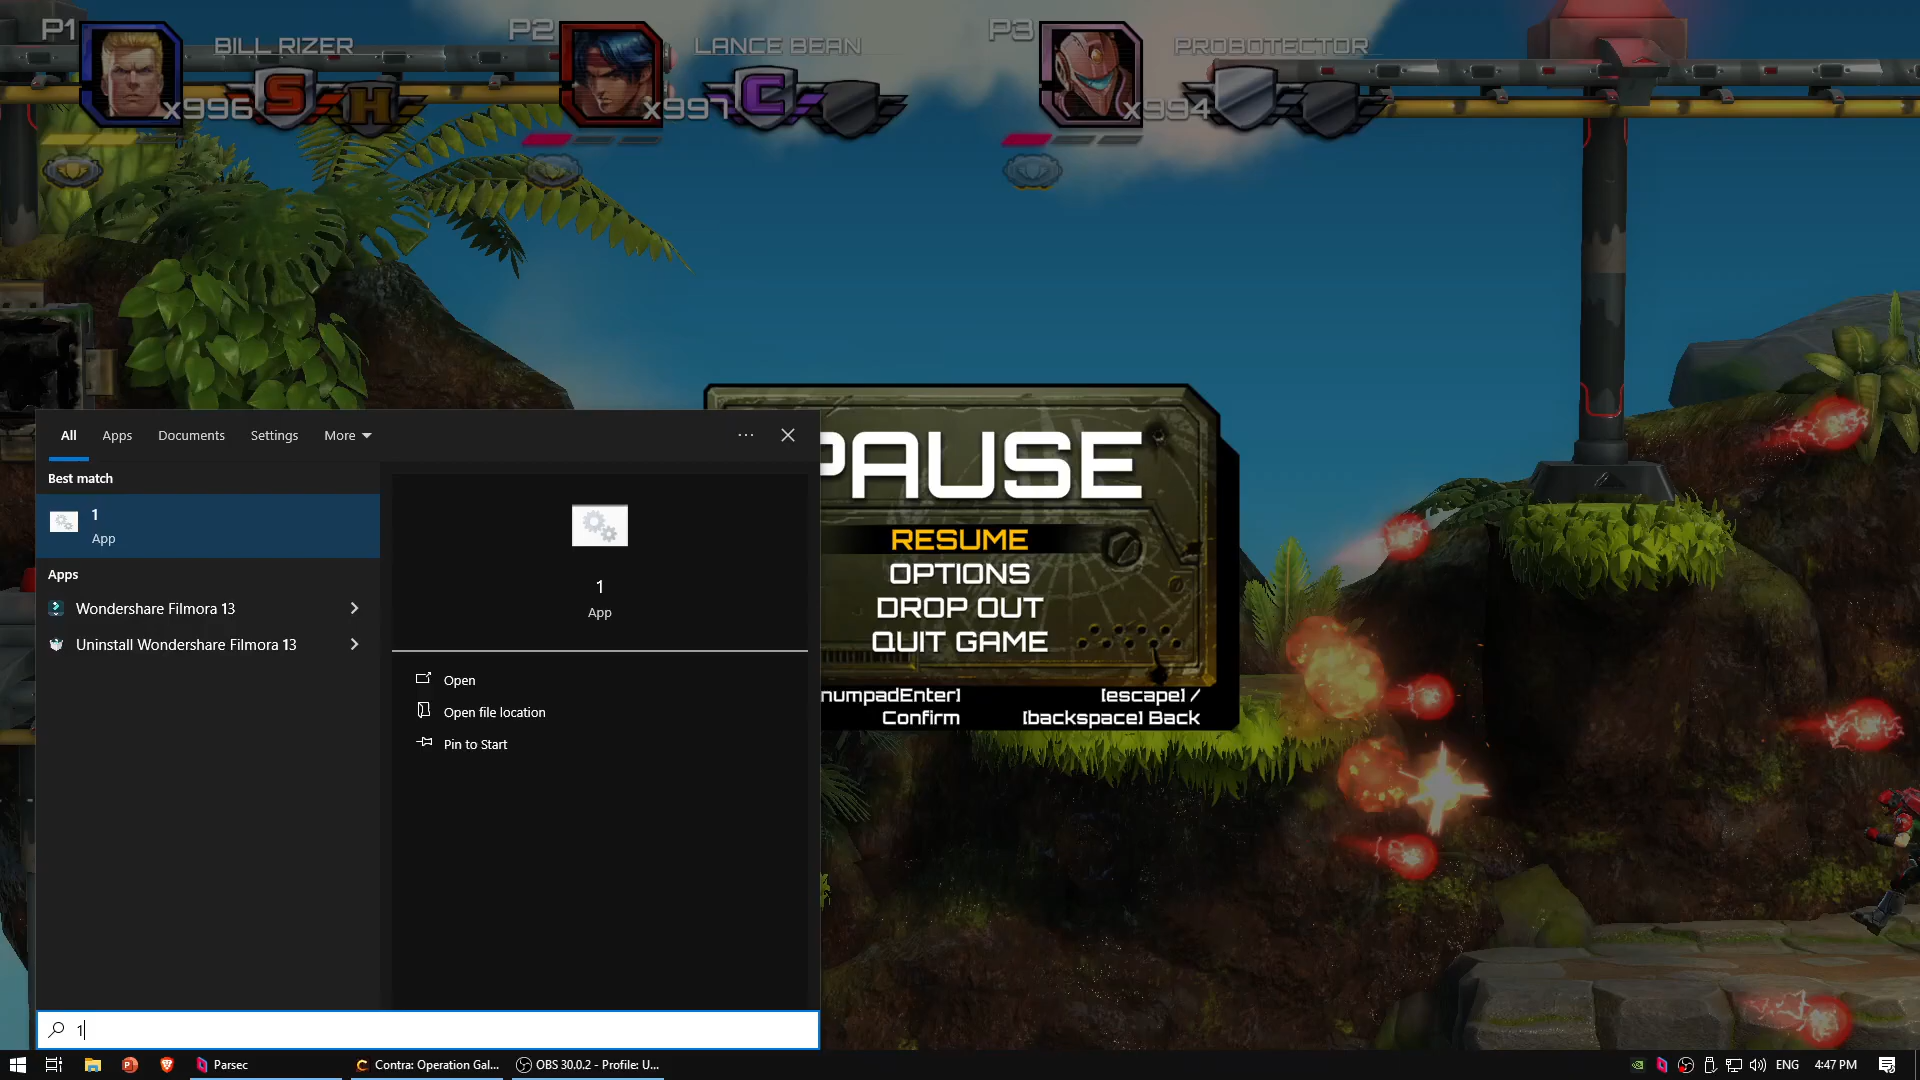 P1
BILL RIZER
x996
S
H
P2
LANCE BEAN
x997
C
P3
PROBOTECTOR
x994
PAUSE
RESUME
OPTIONS
DROP OUT
QUIT GAME
numpadEnter]
Confirm
[escape] /
[backspace] Back
All
Apps
Documents
Settings
More
Best match
1
App
Apps
Wondershare Filmora 13
Uninstall Wondershare Filmora 13
1
App
Open
Open file location
Pin to Start
1
Parsec
Contra: Operation Gal...
OBS 30.0.2 - Profile: U...
ENG
4:47 PM